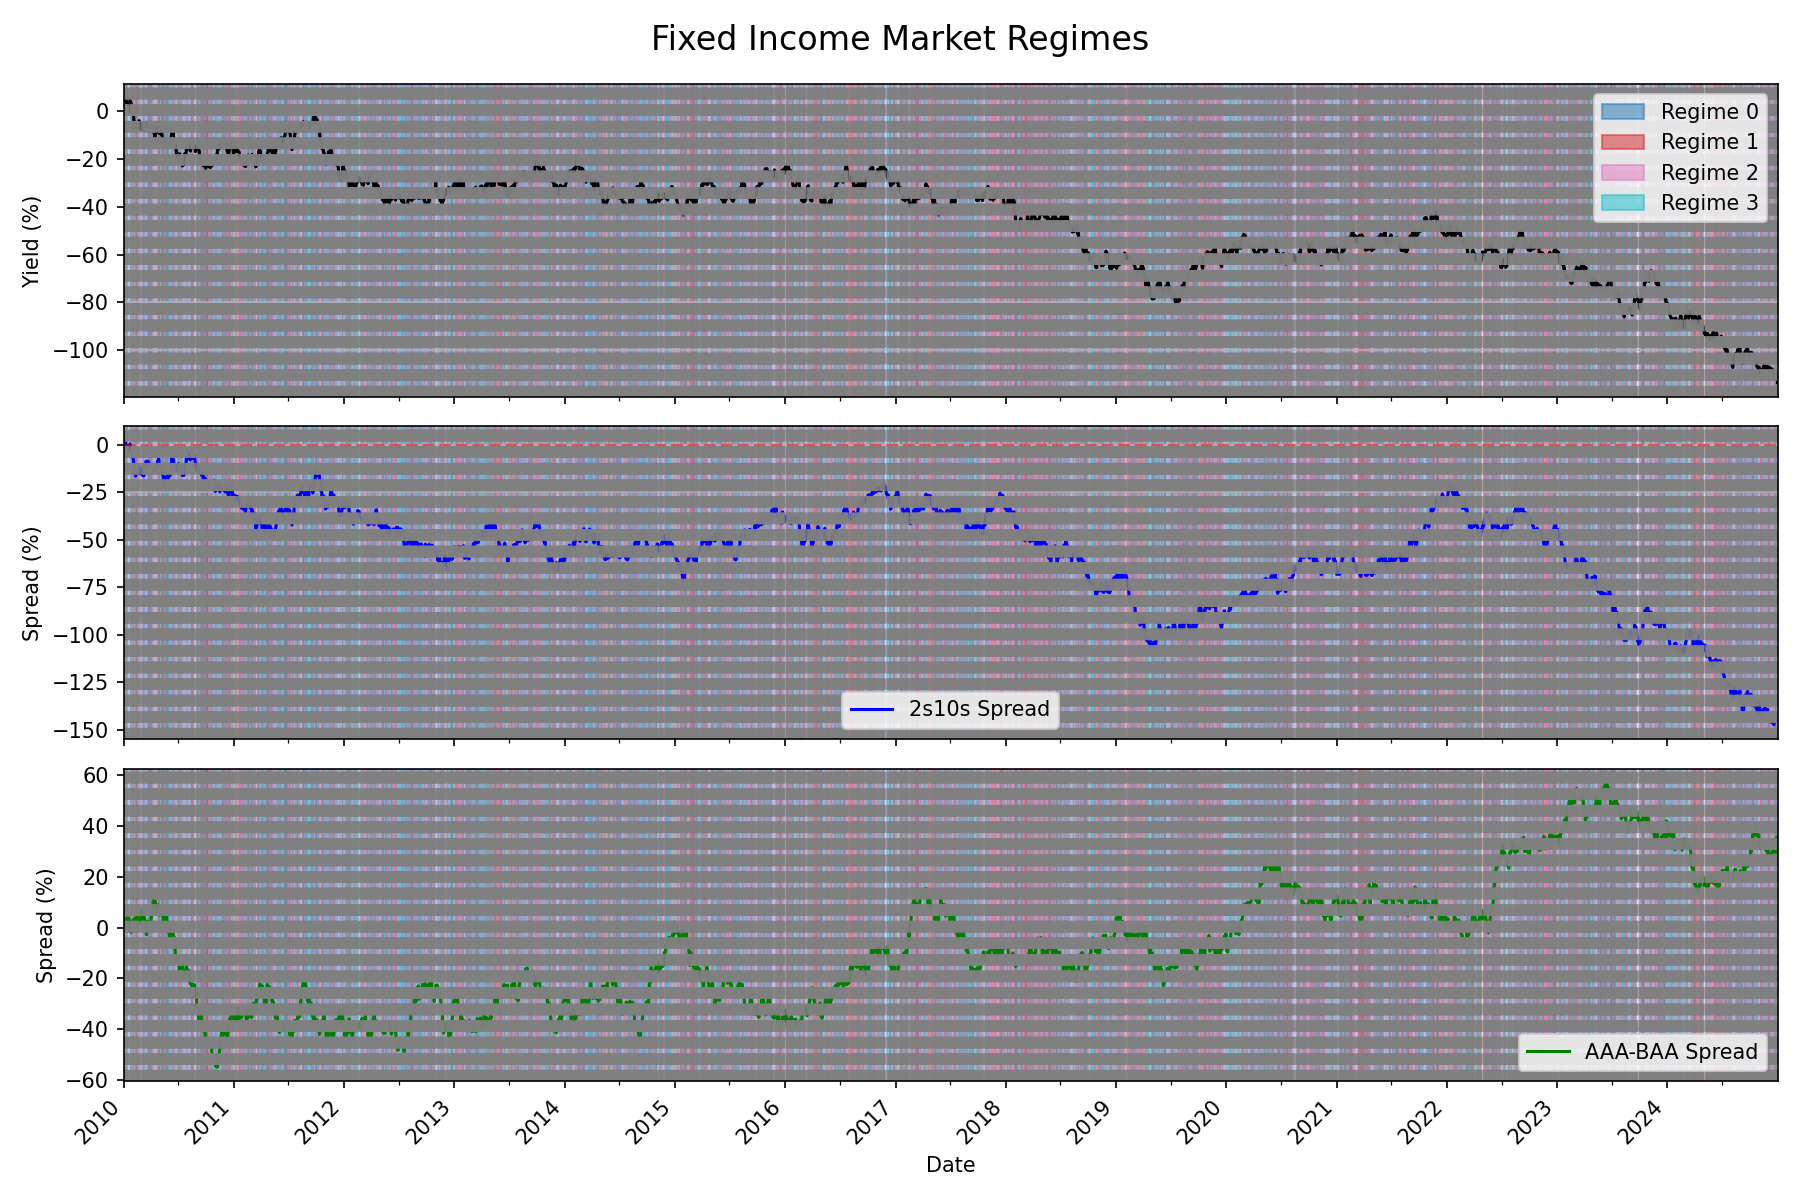 Fixed Income Market Regimes
Yield (%)
0
−20
−40
−60
−80
−100
Regime 0
Regime 1
Regime 2
Regime 3
Spread (%)
0
−25
−50
−75
−100
−125
−150
2s10s Spread
Spread (%)
60
40
20
0
−20
−40
−60
AAA-BAA Spread
2010 2011 2012 2013 2014 2015 2016 2017 2018 2019 2020 2021 2022 2023 2024
Date